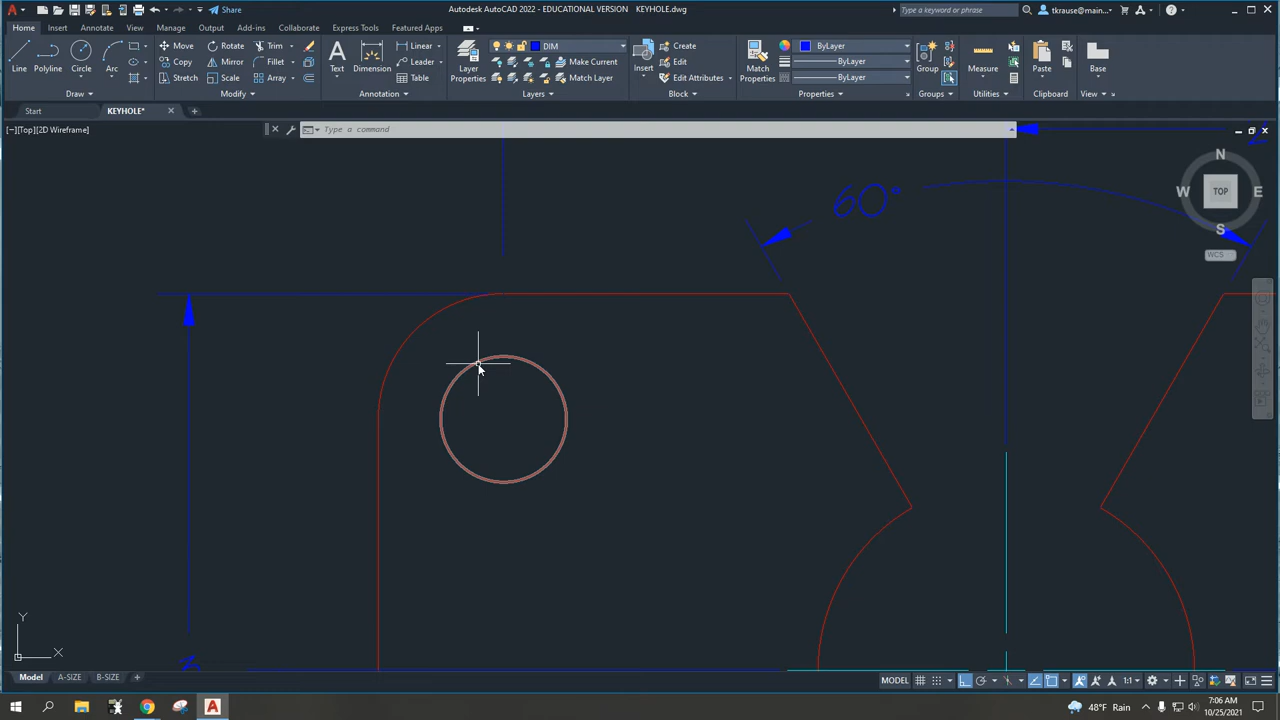 Autodesk AutoCAD 2022 - EDUCATIONAL VERSION KEYHOLE.dwg
Share
Type a keyword or phrase
tkrause@main...
Home Insert Annotate View Manage Output Add-ins Collaborate Express Tools Featured Apps
Line Polyline Circle Arc
Move Rotate Trim
Copy Mirror Fillet
Stretch Scale Array
Text Dimension
Linear
Leader
Table
Layer Properties
DIM
Make Current
Match Layer
Insert
Create
Edit
Edit Attributes
Match Properties
ByLayer
ByLayer
ByLayer
Group
Measure
Paste
Base
Draw Modify Annotation Layers Block Properties Groups Utilities Clipboard View
Start KEYHOLE* +
[−][Top][2D Wireframe]
Type a command
60°
N
W TOP E
S
WCS
Y
X
Model A-SIZE B-SIZE +
MODEL
1:1
48°F Rain
7:06 AM
10/25/2021